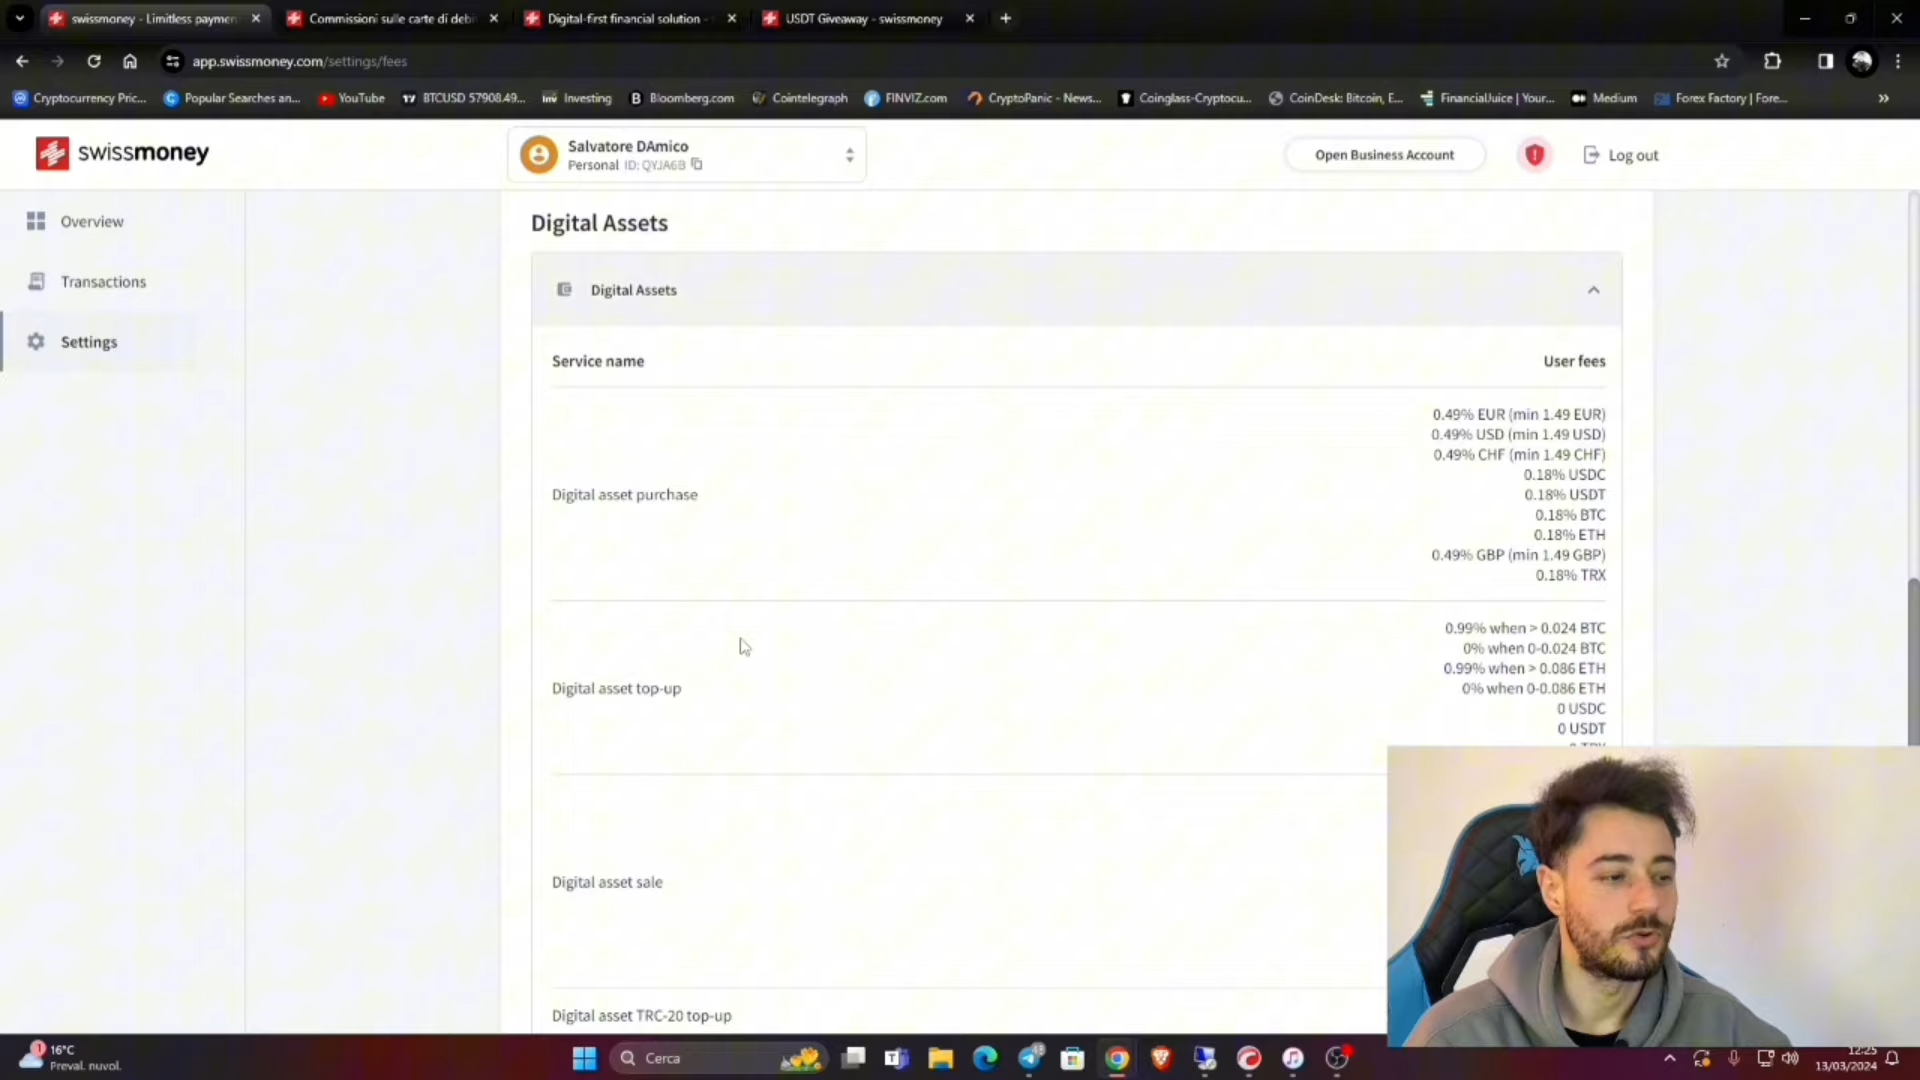 swissmoney - Limitless paymen
Commissioni sulle carte di debi
Digital-first financial solution -
USDT Giveaway - swissmoney
app.swissmoney.com/settings/fees
Cryptocurrency Pric...
Popular Searches an...
YouTube
BTCUSD 57908.49...
inv Investing
B Bloomberg.com
Cointelegraph
FINVIZ.com
CryptoPanic - News...
Coinglass-Cryptocu...
CoinDesk: Bitcoin, E...
FinancialJuice | Your...
Medium
Forex Factory | Fore...
swissmoney
Salvatore DAmico
Personal ID: QYJA6B
Open Business Account
Log out
Overview
Transactions
Settings
Digital Assets
Digital Assets
Service name
User fees
Digital asset purchase
0.49% EUR (min 1.49 EUR)
0.49% USD (min 1.49 USD)
0.49% CHF (min 1.49 CHF)
0.18% USDC
0.18% USDT
0.18% BTC
0.18% ETH
0.49% GBP (min 1.49 GBP)
0.18% TRX
Digital asset top-up
0.99% when > 0.024 BTC
0% when 0-0.024 BTC
0.99% when > 0.086 ETH
0% when 0-0.086 ETH
0 USDC
0 USDT
Digital asset sale
Digital asset TRC-20 top-up
1
16°C
Preval. nuvol.
Cerca
12:25
13/03/2024